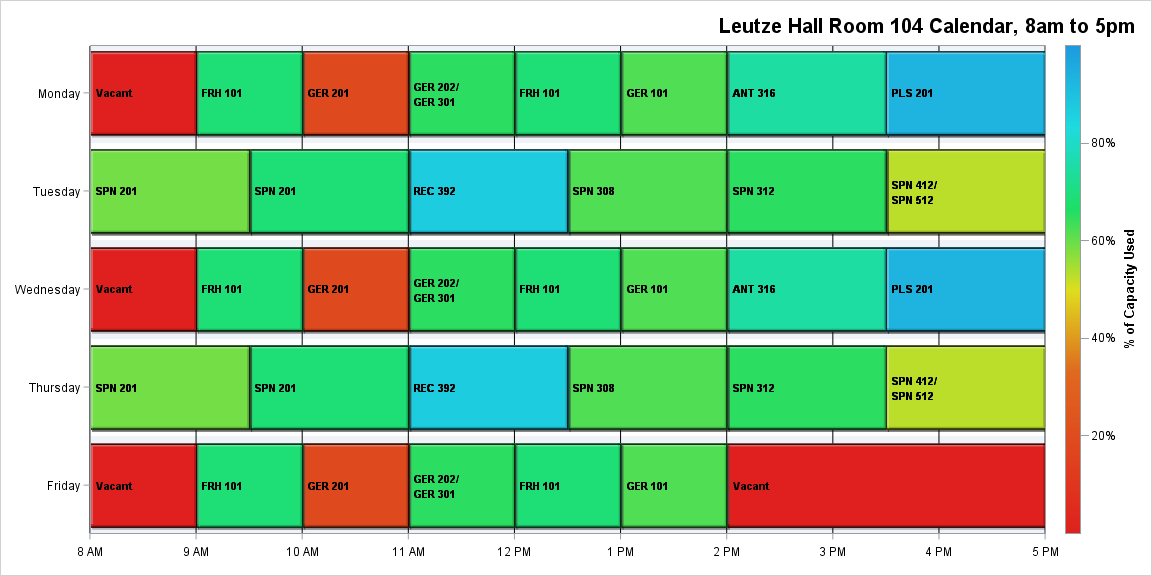 Leutze Hall Room 104 Calendar, 8am to 5pm
Monday
Vacant
FRH 101
GER 201
GER 202/
GER 301
FRH 101
GER 101
ANT 316
PLS 201
Tuesday
SPN 201
SPN 201
REC 392
SPN 308
SPN 312
SPN 412/
SPN 512
Wednesday
Vacant
FRH 101
GER 201
GER 202/
GER 301
FRH 101
GER 101
ANT 316
PLS 201
Thursday
SPN 201
SPN 201
REC 392
SPN 308
SPN 312
SPN 412/
SPN 512
Friday
Vacant
FRH 101
GER 201
GER 202/
GER 301
FRH 101
GER 101
Vacant
8 AM
9 AM
10 AM
11 AM
12 PM
1 PM
2 PM
3 PM
4 PM
5 PM
80%
60%
40%
20%
% of Capacity Used